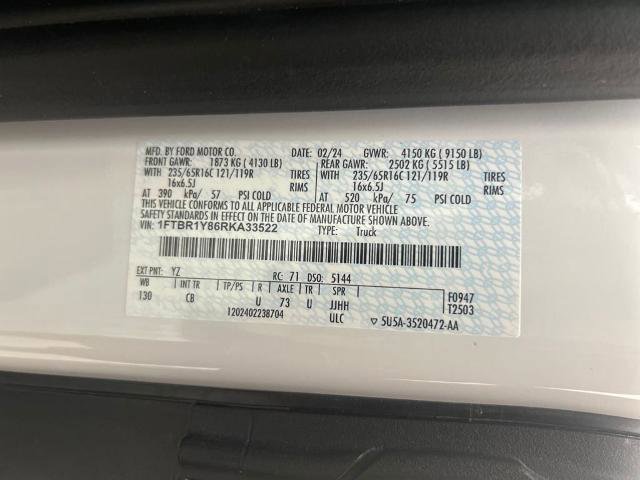 MFD. BY FORD MOTOR CO. 02/24 GVWR: 4150 KG ( 9150 LB)
FRONT GAWR: 1873 KG ( 4130 LB) REAR GAWR: 2502 KG ( 5515 LB)
WITH 235/65R16C 121/119R TIRES WITH 235/65R16C 121/119R TIRES
16x6.5J RIMS 16x6.5J RIMS
AT 390 kPa/ 57 PSI COLD AT 520 kPa/ 75 PSI COLD
THIS VEHICLE CONFORMS TO ALL APPLICABLE FEDERAL MOTOR VEHICLE
SAFETY STANDARDS IN EFFECT ON THE DATE OF MANUFACTURE SHOWN ABOVE.
VIN: 1FTBR1Y86RKA33522 TYPE: Truck
EXT PNT: YZ RC: 71 DSO: 5144
WB INT TR TP/PS R AXLE TR SPR F0947
130 CB U 73 U JJHH T2503
1202402238704 ULC ▽ 5U5A-3520472-AA